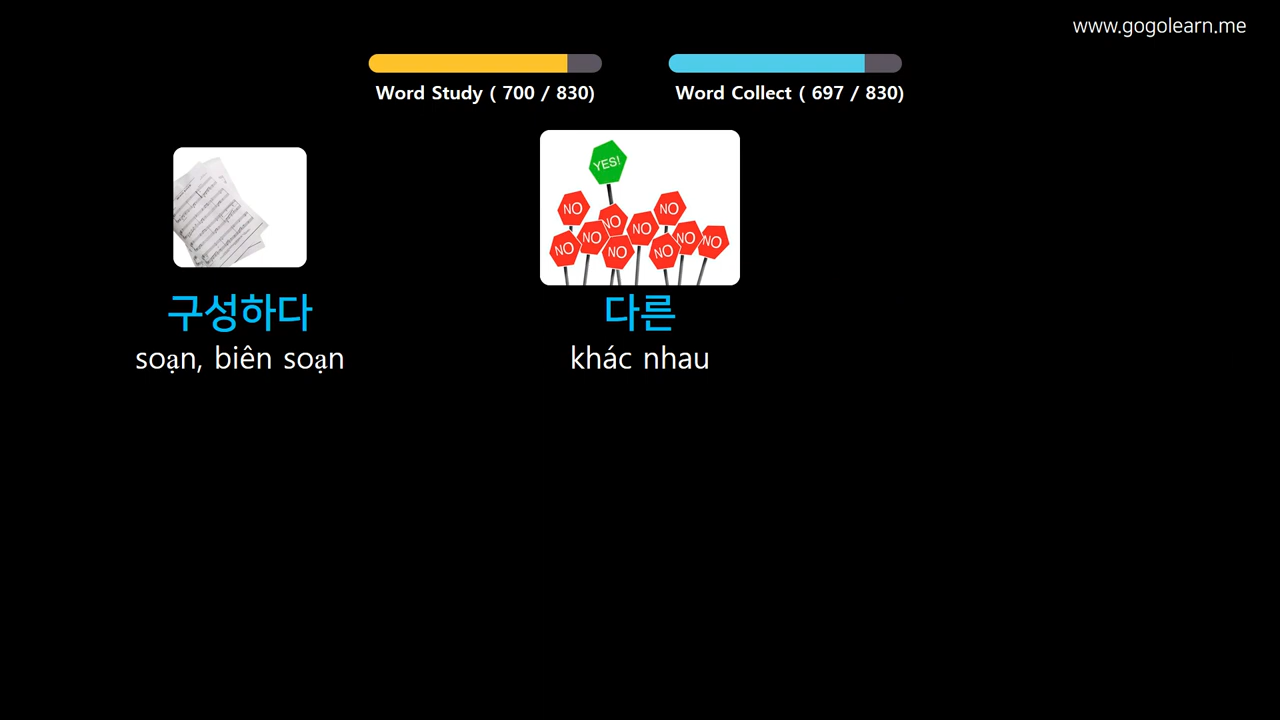 www.gogolearn.me
Word Study ( 700 / 830)
Word Collect ( 697 / 830)
YES!
NO
NO
NO
NO
NO
NO
NO
NO
NO
NO
구성하다
다른
soạn, biên soạn
khác nhau